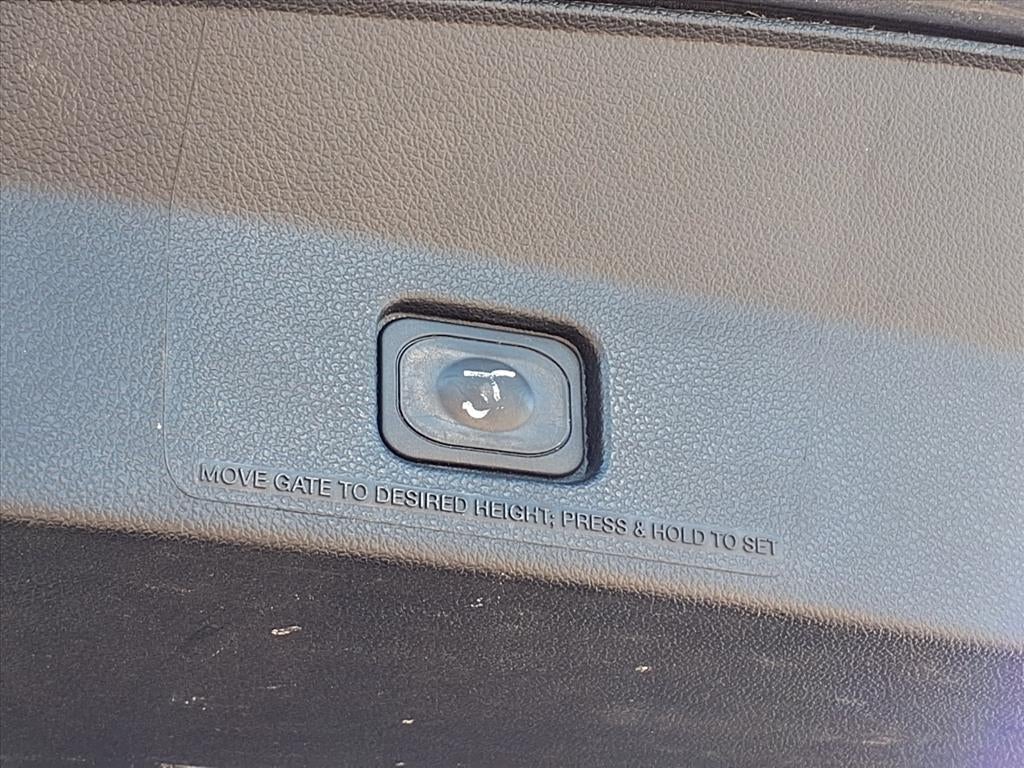 MOVE GATE TO DESIRED HEIGHT; PRESS & HOLD TO SET